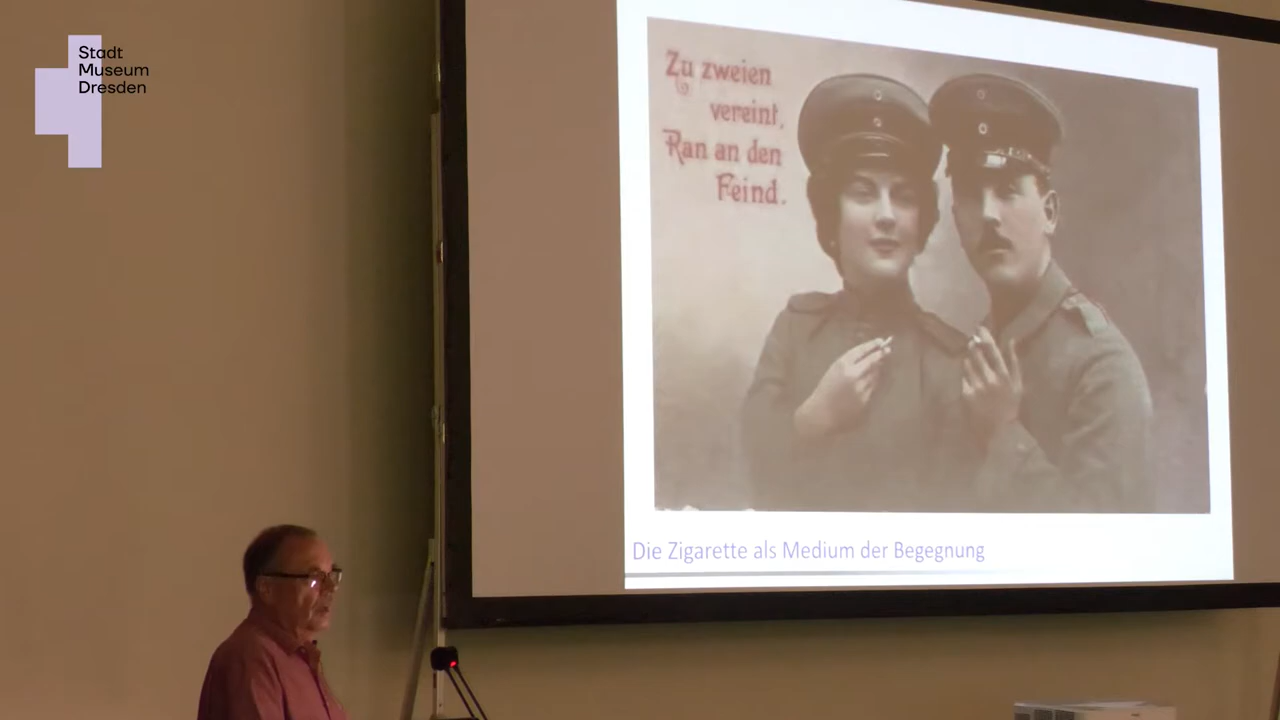 Stadt
Museum
Dresden
Zu zweien
vereint,
Ran an den
Feind.
Die Zigarette als Medium der Begegnung